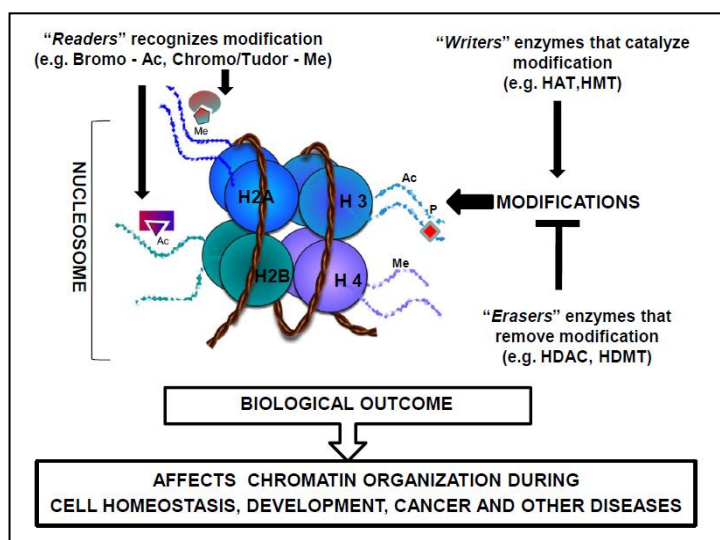 “Readers” recognizes modification
(e.g. Bromo - Ac, Chromo/Tudor - Me)
“Writers” enzymes that catalyze
modification
(e.g. HAT,HMT)
Me
NUCLEOSOME
H2A
H 3
Ac
P
MODIFICATIONS
Ac
H2B
H 4
Me
“Erasers” enzymes that
remove modification
(e.g. HDAC, HDMT)
BIOLOGICAL OUTCOME
AFFECTS CHROMATIN ORGANIZATION DURING
CELL HOMEOSTASIS, DEVELOPMENT, CANCER AND OTHER DISEASES